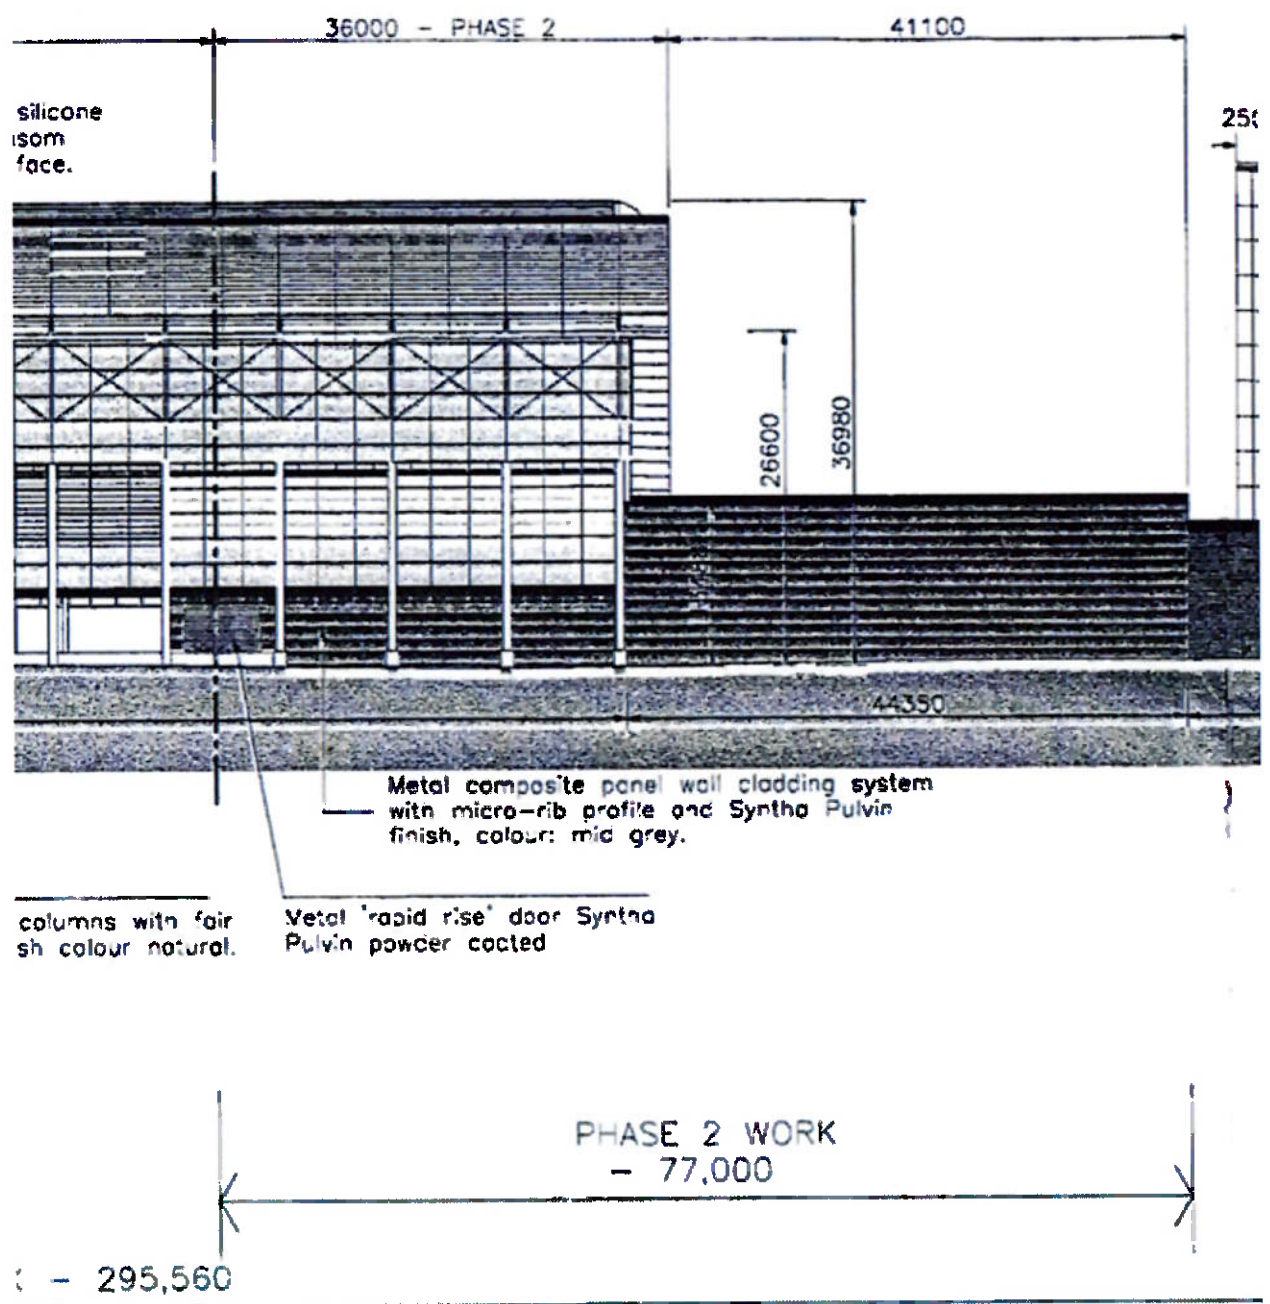 36000 - PHASE 2
41100
silicone
face.
26600
36980
44350
Metal composite panel wall cladding system
with micro-rib profile and Syntha Pulvin
finish, colour: mid grey.
columns with fair
sh colour natural.
Metal 'rapid rise' door Syntha
Pulvin powder coated
PHASE 2 WORK
- 77,000
- 295,560